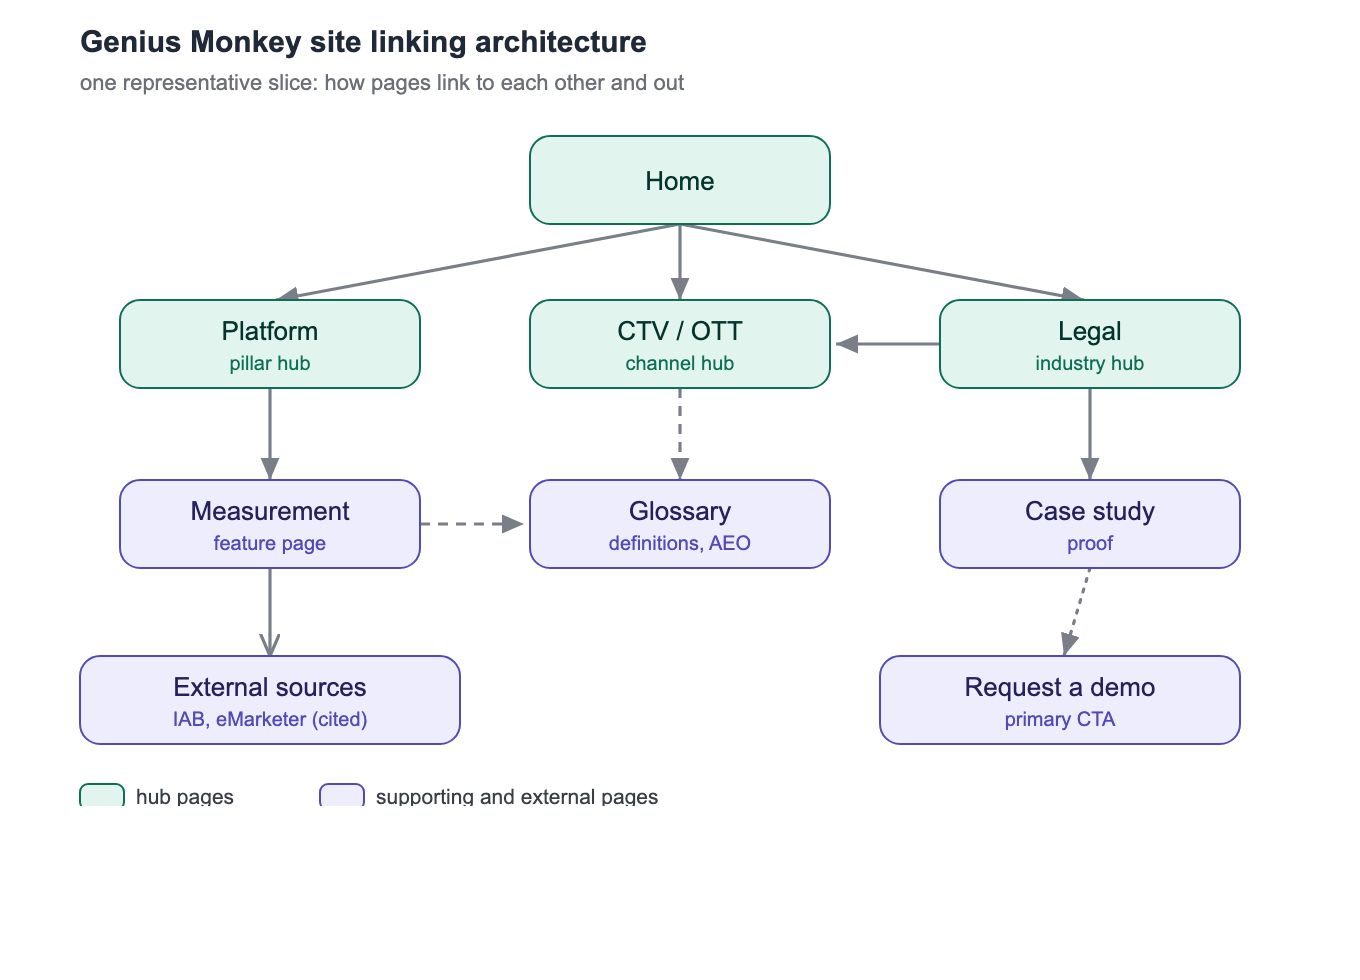 Genius Monkey site linking architecture
one representative slice: how pages link to each other and out
Home
Platform
pillar hub
CTV / OTT
channel hub
Legal
industry hub
Measurement
feature page
Glossary
definitions, AEO
Case study
proof
External sources
IAB, eMarketer (cited)
Request a demo
primary CTA
hub pages
supporting and external pages